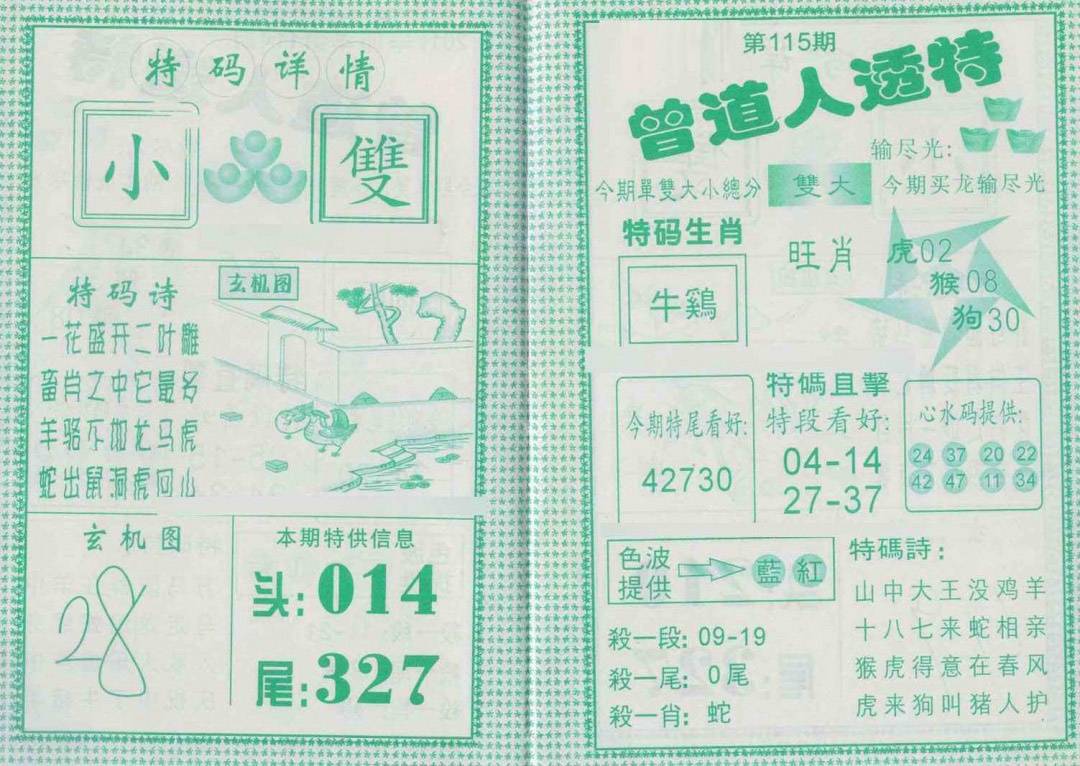 特码详情
小
雙
特码诗
一花盛开二叶雕
畜肖之中它最多
羊骆不如龙马虎
蛇出鼠洞虎回山
玄机图
玄机图
28
本期特供信息
头:014
尾:327
第115期
曾道人透特
输尽光:
今期买龙输尽光
今期單雙大小總分
雙大
特码生肖
牛鷄
旺肖
虎02
猴08
狗30
今期特尾看好:
42730
特碼直擊
特段看好:
04-14
27-37
心水码提供:
24 37 20 22
42 47 11 34
色波
提供
藍 紅
殺一段: 09-19
殺一尾: 0尾
殺一肖: 蛇
特碼詩:
山中大王没鸡羊
十八七来蛇相亲
猴虎得意在春风
虎来狗叫猪人护